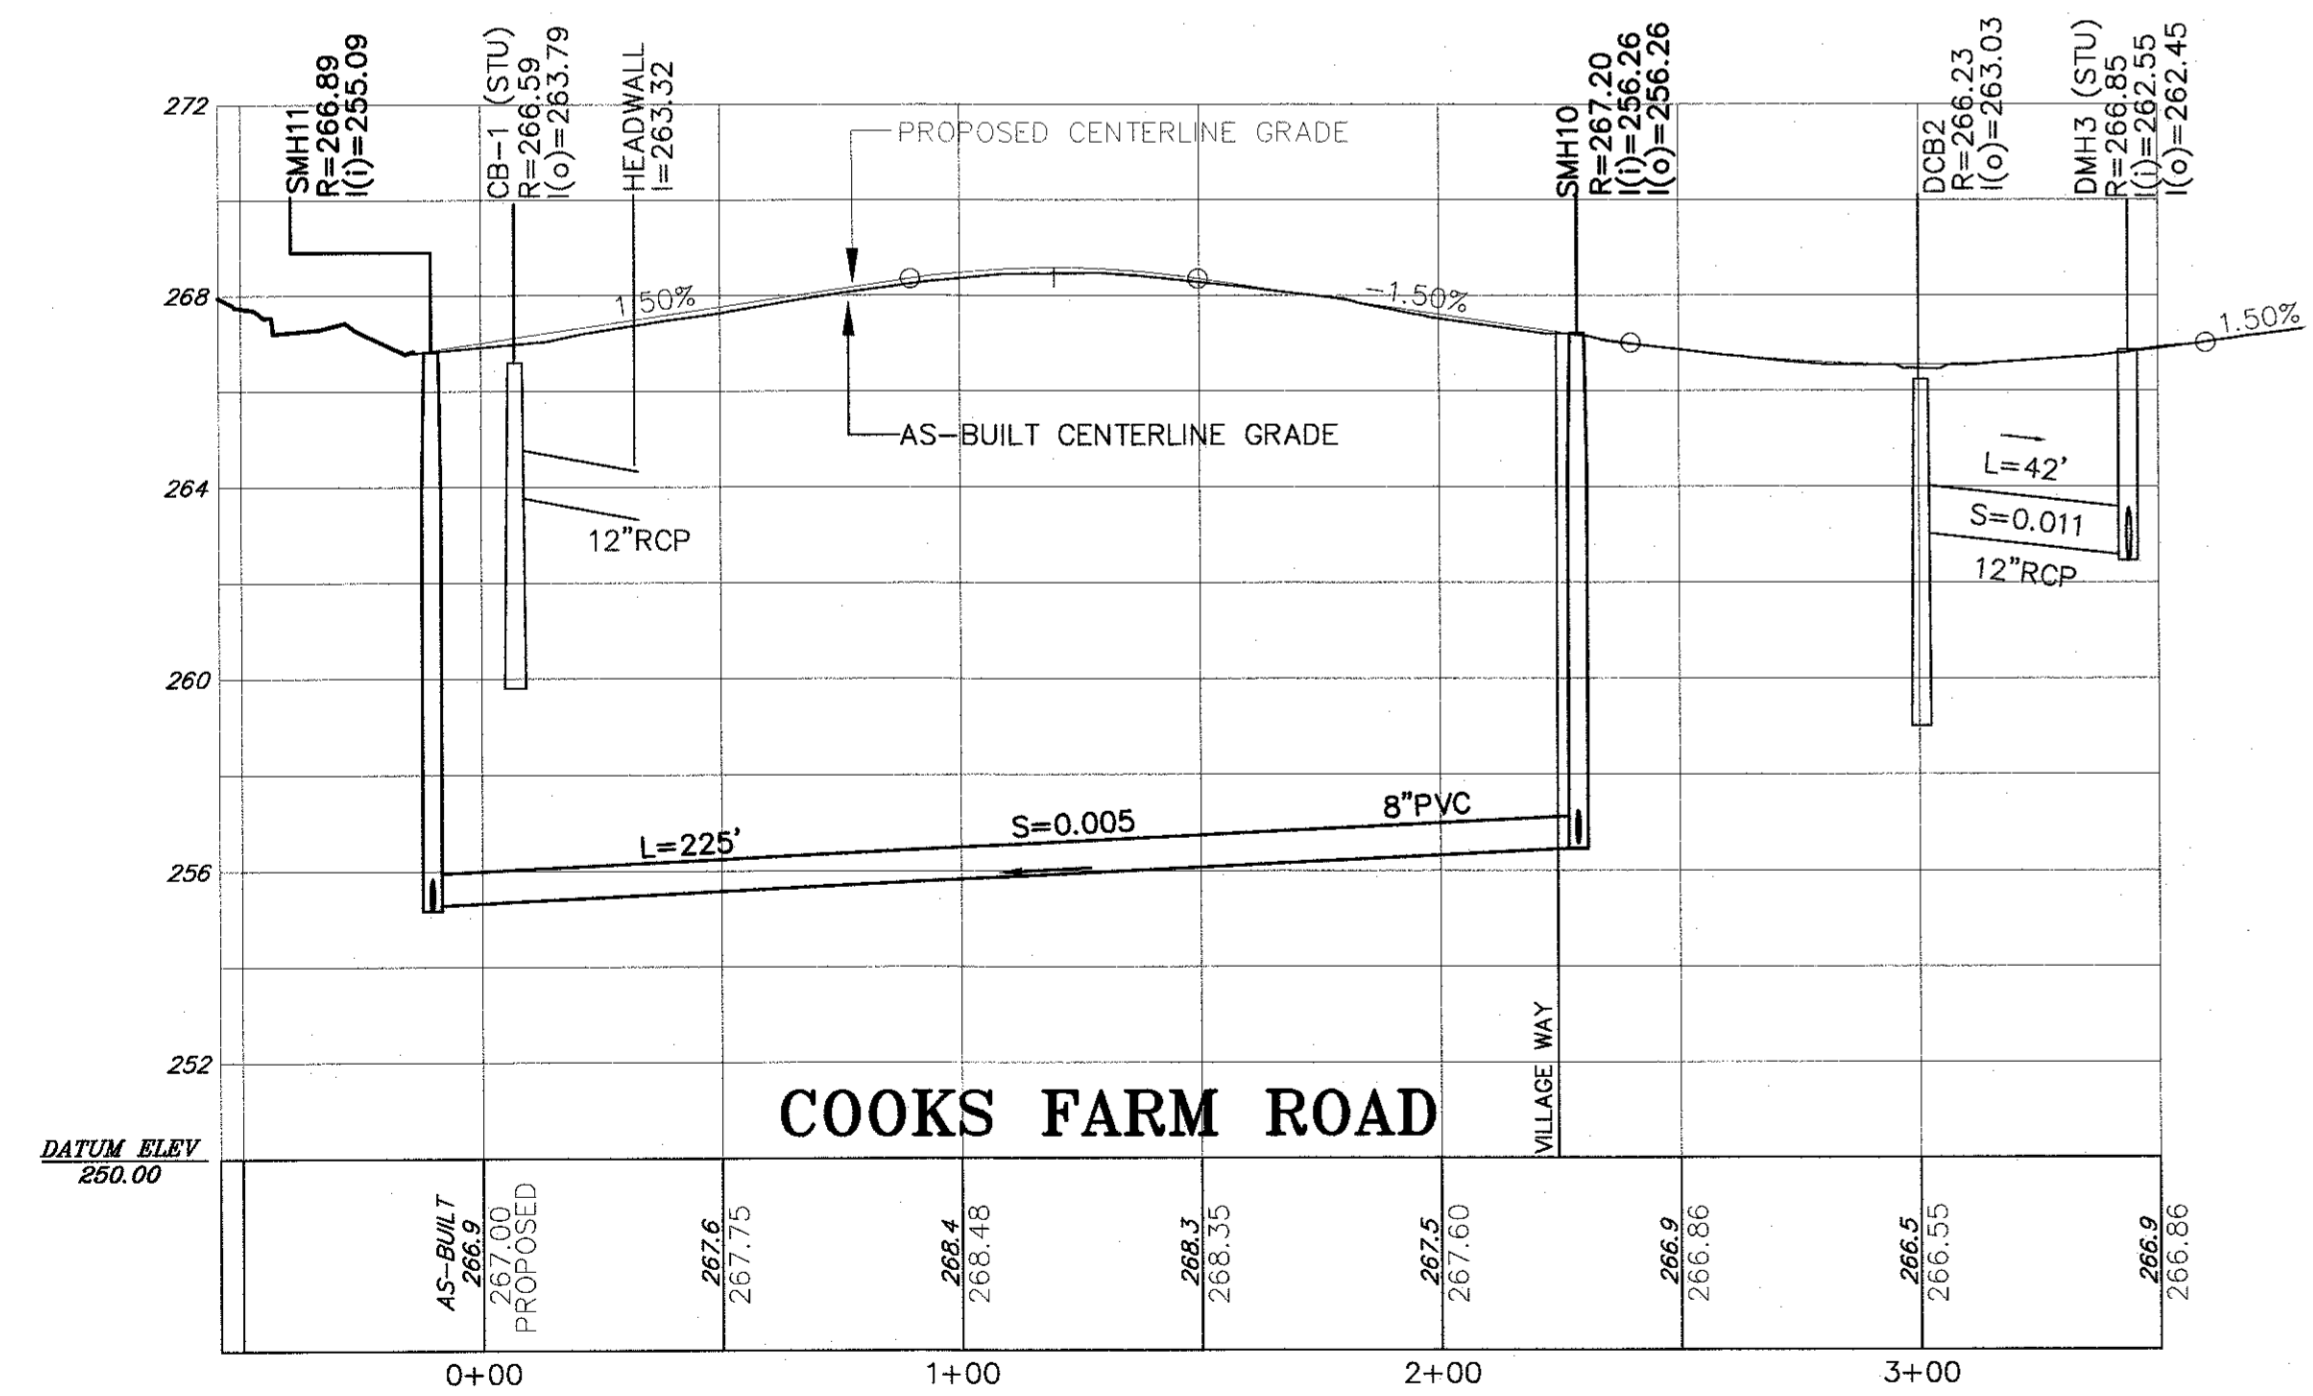 SMH11
R=266.89
I(i)=255.09
CB-1 (STU)
R=266.59
I(o)=263.79
HEADWALL
I=263.32
SMH10
R=267.20
I(i)=256.26
I(o)=256.26
DCB2
R=266.23
I(o)=263.03
DMH3 (STU)
R=266.85
I(i)=262.55
I(o)=262.45
272
PROPOSED CENTERLINE GRADE
268
1.50%
-1.50%
1.50%
AS-BUILT CENTERLINE GRADE
L=42'
264
S=0.011
12"RCP
12"RCP
260
8"PVC
S=0.005
L=225'
256
252
VILLAGE WAY
COOKS FARM ROAD
DATUM ELEV
250.00
AS-BUILT
266.9
267.00
PROPOSED
267.6
267.75
268.4
268.48
268.3
268.35
267.5
267.60
266.9
266.86
266.5
266.55
266.9
266.86
0+00
1+00
2+00
3+00